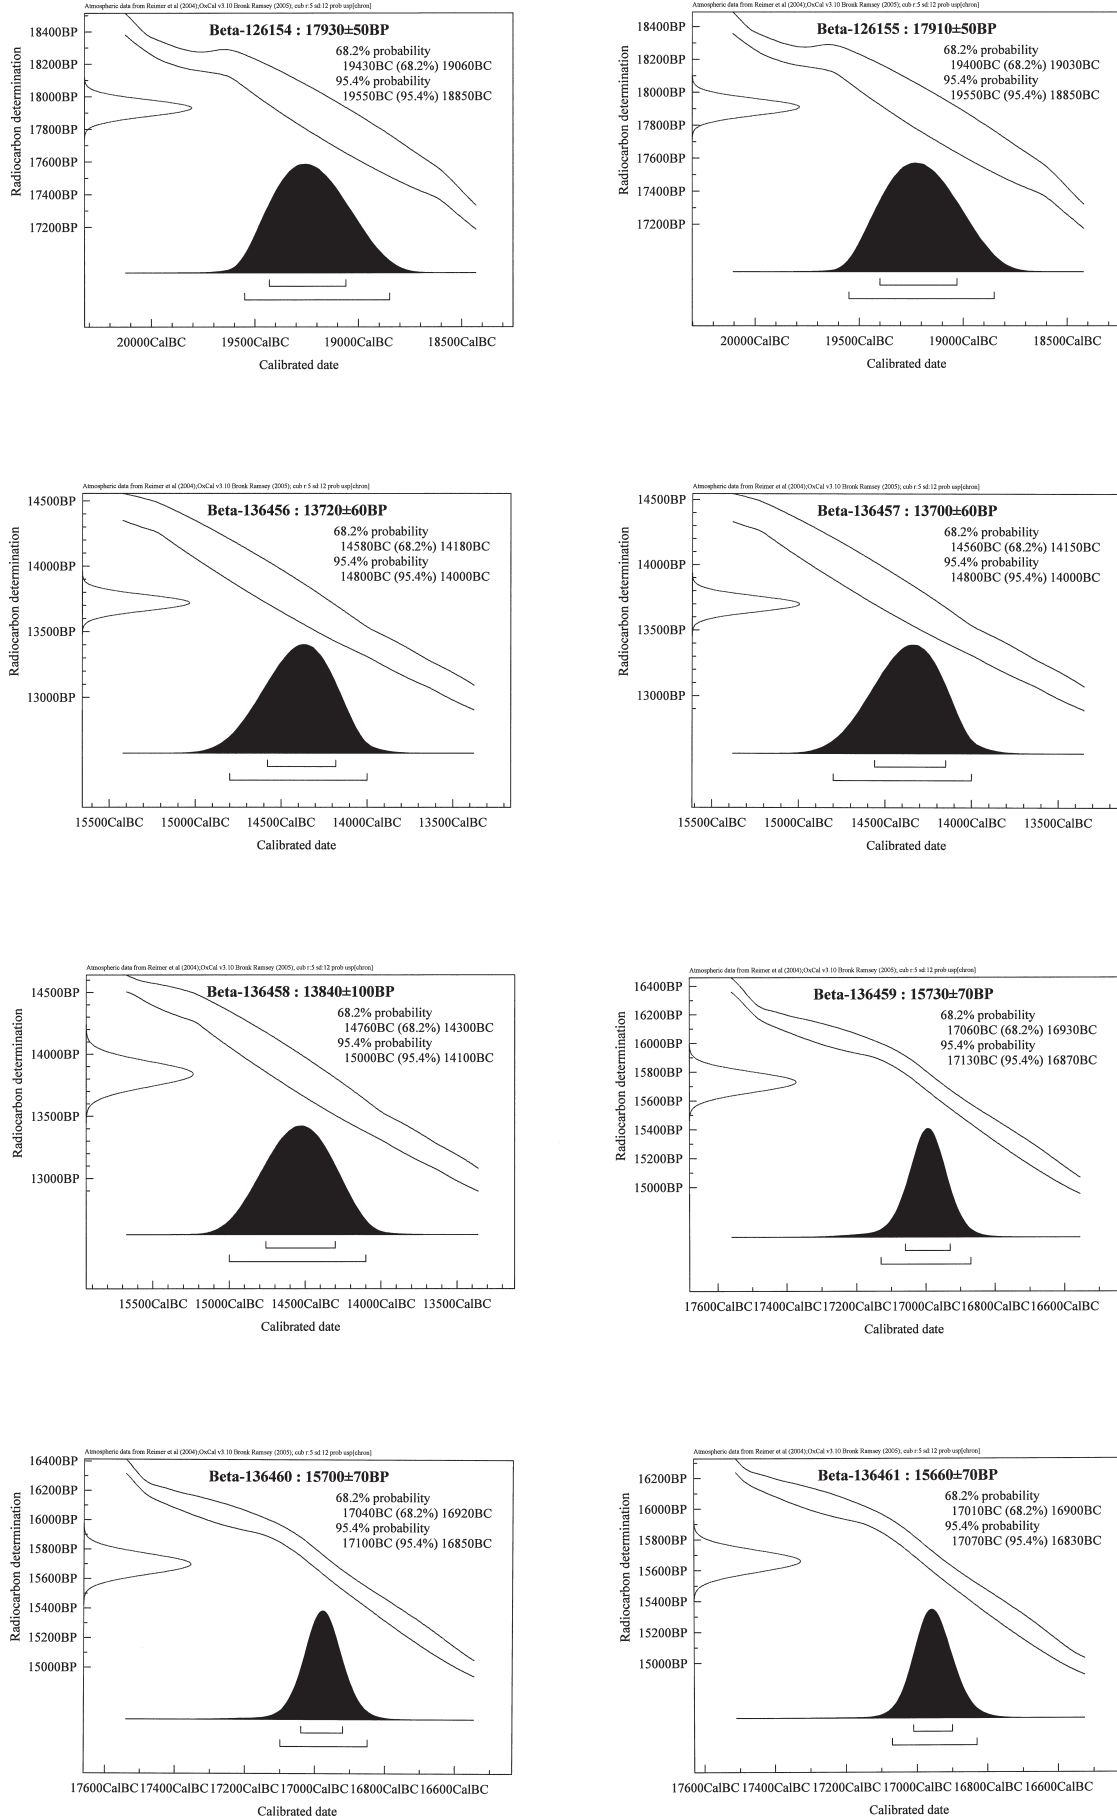 Atmospheric data from Reimer et al (2004);OxCal v3.10 Bronk Ramsey (2005); cub r:5 sd:12 prob usp[chron]
Beta-126154 : 17930±50BP
68.2% probability
19430BC (68.2%) 19060BC
95.4% probability
19550BC (95.4%) 18850BC
Radiocarbon determination
18400BP
18200BP
18000BP
17800BP
17600BP
17400BP
17200BP
20000CalBC 19500CalBC 19000CalBC 18500CalBC
Calibrated date
Atmospheric data from Reimer et al (2004);OxCal v3.10 Bronk Ramsey (2005); cub r:5 sd:12 prob usp[chron]
Beta-126155 : 17910±50BP
68.2% probability
19400BC (68.2%) 19030BC
95.4% probability
19550BC (95.4%) 18850BC
Radiocarbon determination
18400BP
18200BP
18000BP
17800BP
17600BP
17400BP
17200BP
20000CalBC 19500CalBC 19000CalBC 18500CalBC
Calibrated date
Atmospheric data from Reimer et al (2004);OxCal v3.10 Bronk Ramsey (2005); cub r:5 sd:12 prob usp[chron]
Beta-136456 : 13720±60BP
68.2% probability
14580BC (68.2%) 14180BC
95.4% probability
14800BC (95.4%) 14000BC
Radiocarbon determination
14500BP
14000BP
13500BP
13000BP
15500CalBC 15000CalBC 14500CalBC 14000CalBC 13500CalBC
Calibrated date
Atmospheric data from Reimer et al (2004);OxCal v3.10 Bronk Ramsey (2005); cub r:5 sd:12 prob usp[chron]
Beta-136457 : 13700±60BP
68.2% probability
14560BC (68.2%) 14150BC
95.4% probability
14800BC (95.4%) 14000BC
Radiocarbon determination
14500BP
14000BP
13500BP
13000BP
15500CalBC 15000CalBC 14500CalBC 14000CalBC 13500CalBC
Calibrated date
Atmospheric data from Reimer et al (2004);OxCal v3.10 Bronk Ramsey (2005); cub r:5 sd:12 prob usp[chron]
Beta-136458 : 13840±100BP
68.2% probability
14760BC (68.2%) 14300BC
95.4% probability
15000BC (95.4%) 14100BC
Radiocarbon determination
14500BP
14000BP
13500BP
13000BP
15500CalBC 15000CalBC 14500CalBC 14000CalBC 13500CalBC
Calibrated date
Atmospheric data from Reimer et al (2004);OxCal v3.10 Bronk Ramsey (2005); cub r:5 sd:12 prob usp[chron]
Beta-136459 : 15730±70BP
68.2% probability
17060BC (68.2%) 16930BC
95.4% probability
17130BC (95.4%) 16870BC
Radiocarbon determination
16400BP
16200BP
16000BP
15800BP
15600BP
15400BP
15200BP
15000BP
17600CalBC 17400CalBC 17200CalBC 17000CalBC 16800CalBC 16600CalBC
Calibrated date
Atmospheric data from Reimer et al (2004);OxCal v3.10 Bronk Ramsey (2005); cub r:5 sd:12 prob usp[chron]
Beta-136460 : 15700±70BP
68.2% probability
17040BC (68.2%) 16920BC
95.4% probability
17100BC (95.4%) 16850BC
Radiocarbon determination
16400BP
16200BP
16000BP
15800BP
15600BP
15400BP
15200BP
15000BP
17600CalBC 17400CalBC 17200CalBC 17000CalBC 16800CalBC 16600CalBC
Calibrated date
Atmospheric data from Reimer et al (2004);OxCal v3.10 Bronk Ramsey (2005); cub r:5 sd:12 prob usp[chron]
Beta-136461 : 15660±70BP
68.2% probability
17010BC (68.2%) 16900BC
95.4% probability
17070BC (95.4%) 16830BC
Radiocarbon determination
16200BP
16000BP
15800BP
15600BP
15400BP
15200BP
15000BP
17600CalBC 17400CalBC 17200CalBC 17000CalBC 16800CalBC 16600CalBC
Calibrated date